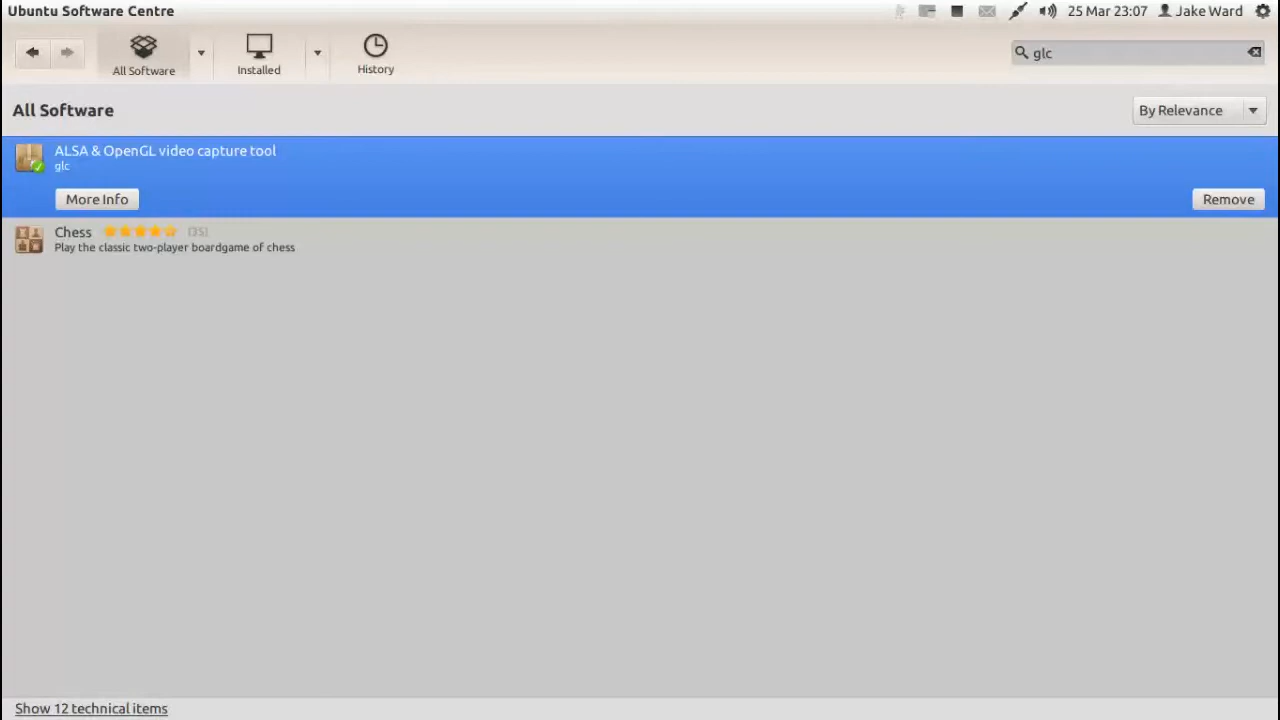 Ubuntu Software Centre
25 Mar 23:07 Jake Ward
All Software
Installed
History
glc
All Software
By Relevance
ALSA & OpenGL video capture tool
glc
More Info
Remove
Chess (35)
Play the classic two-player boardgame of chess
Show 12 technical items